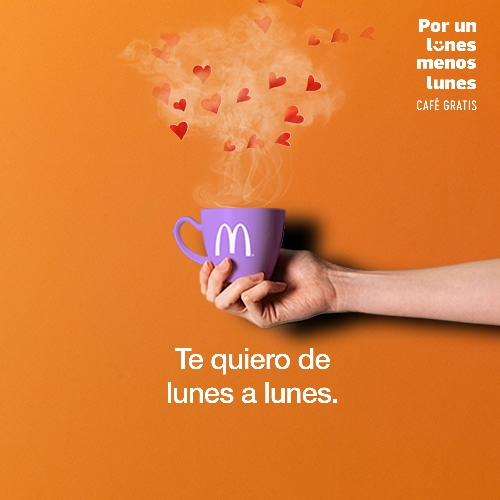 Por un
lunes
menos
lunes
CAFÉ GRATIS
M
Te quiero de
lunes a lunes.